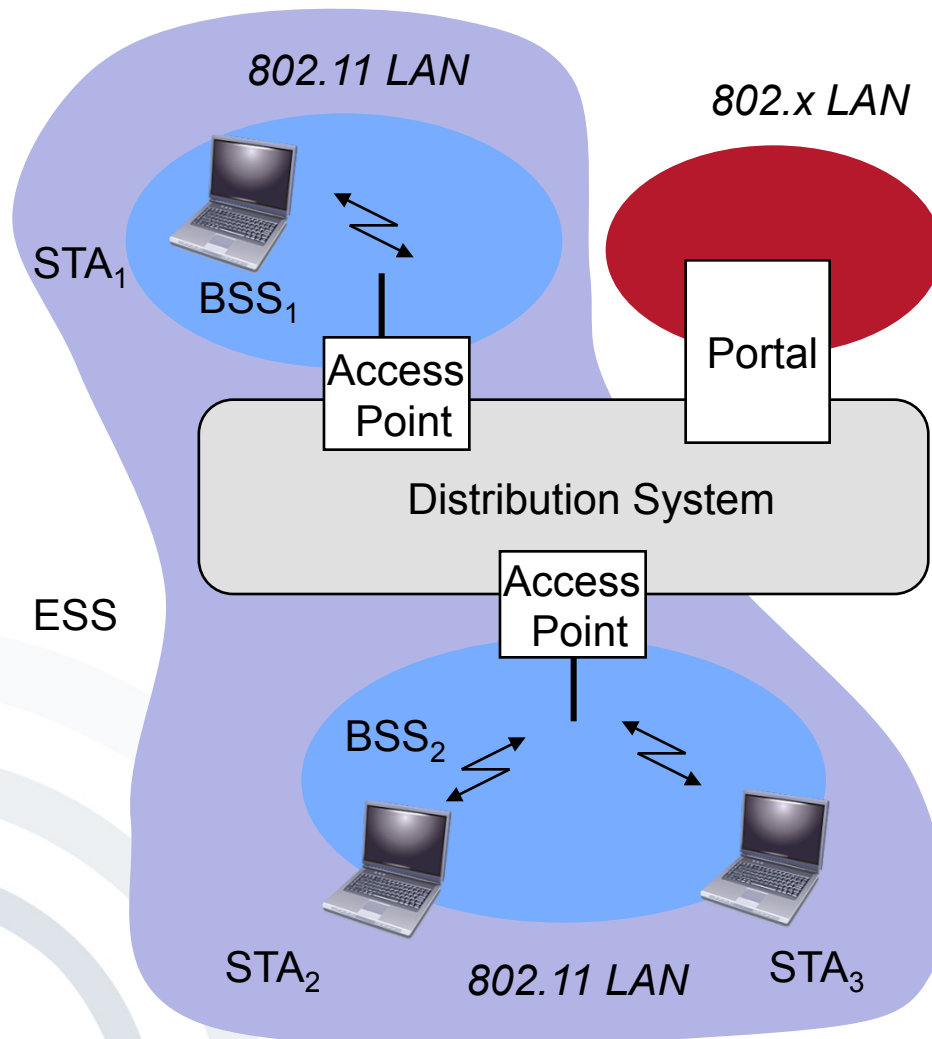 802.11 LAN
802.x LAN
STA₁
BSS₁
Access
Point
Portal
Distribution System
Access
Point
ESS
BSS₂
STA₂
802.11 LAN
STA₃